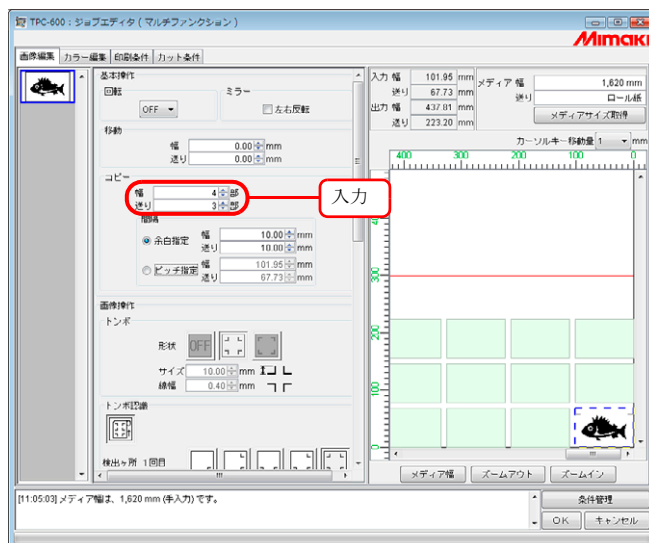 TPC-600 : ジョブエディタ ( マルチファンクション )
Mimaki
画像編集 カラー編集 印刷条件 カット条件
基本操作
回転
OFF
ミラー
左右反転
移動
幅 0.00 mm
送り 0.00 mm
コピー
幅 4 部
送り 3 部
入力
間隔
余白指定
幅 10.00 mm
送り 10.00 mm
ピッチ指定
幅 101.95 mm
送り 67.73 mm
画像操作
トンボ
形状 OFF
サイズ 10.00 mm
線幅 0.40 mm
トンボ認識
検出ヶ所 1回目
入力 幅 101.95 mm
送り 67.73 mm
出力 幅 437.81 mm
送り 223.20 mm
メディア 幅 1,620 mm
送り ロール紙
メディアサイズ取得
カーソルキー移動量 1 mm
400 300 200 100 0
4
300
200
100
0
メディア幅 ズームアウト ズームイン
[11:05:03] メディア幅は、1,620 mm (手入力) です。
条件管理
OK キャンセル